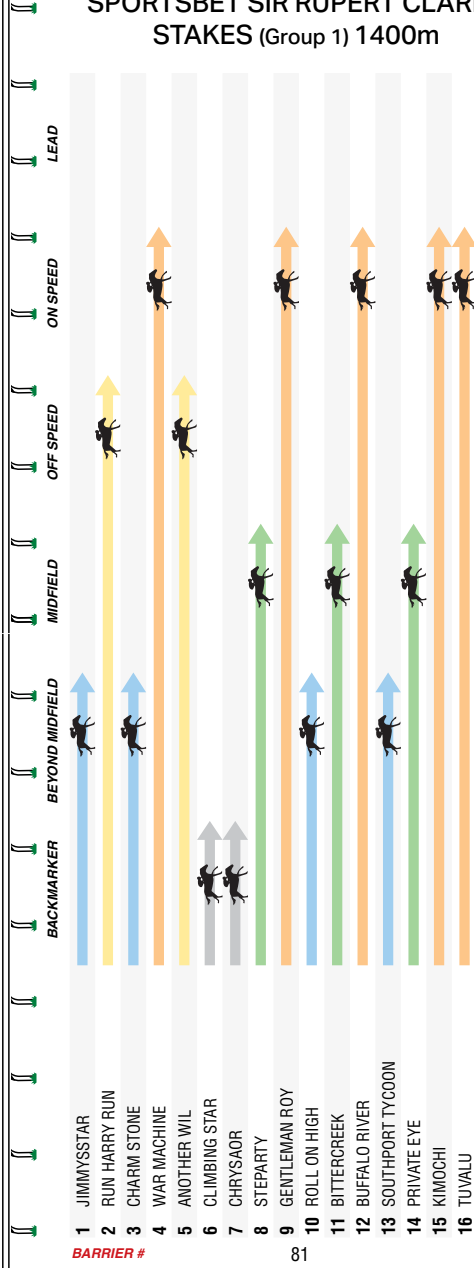 SPORTSBET SIR RUPERT CLARKE
STAKES (Group 1) 1400m
LEAD
ON SPEED
OFF SPEED
MIDFIELD
BEYOND MIDFIELD
BACKMARKER
1 JIMMYSSTAR
2 RUN HARRY RUN
3 CHARM STONE
4 WAR MACHINE
5 ANOTHER WIL
6 CLIMBING STAR
7 CHRYSAOR
8 STEPARTY
9 GENTLEMAN ROY
10 ROLL ON HIGH
11 BITTERCREEK
12 BUFFALO RIVER
13 SOUTHPORT TYCOON
14 PRIVATE EYE
15 KIMOCHI
16 TUVALU
BARRIER #
81